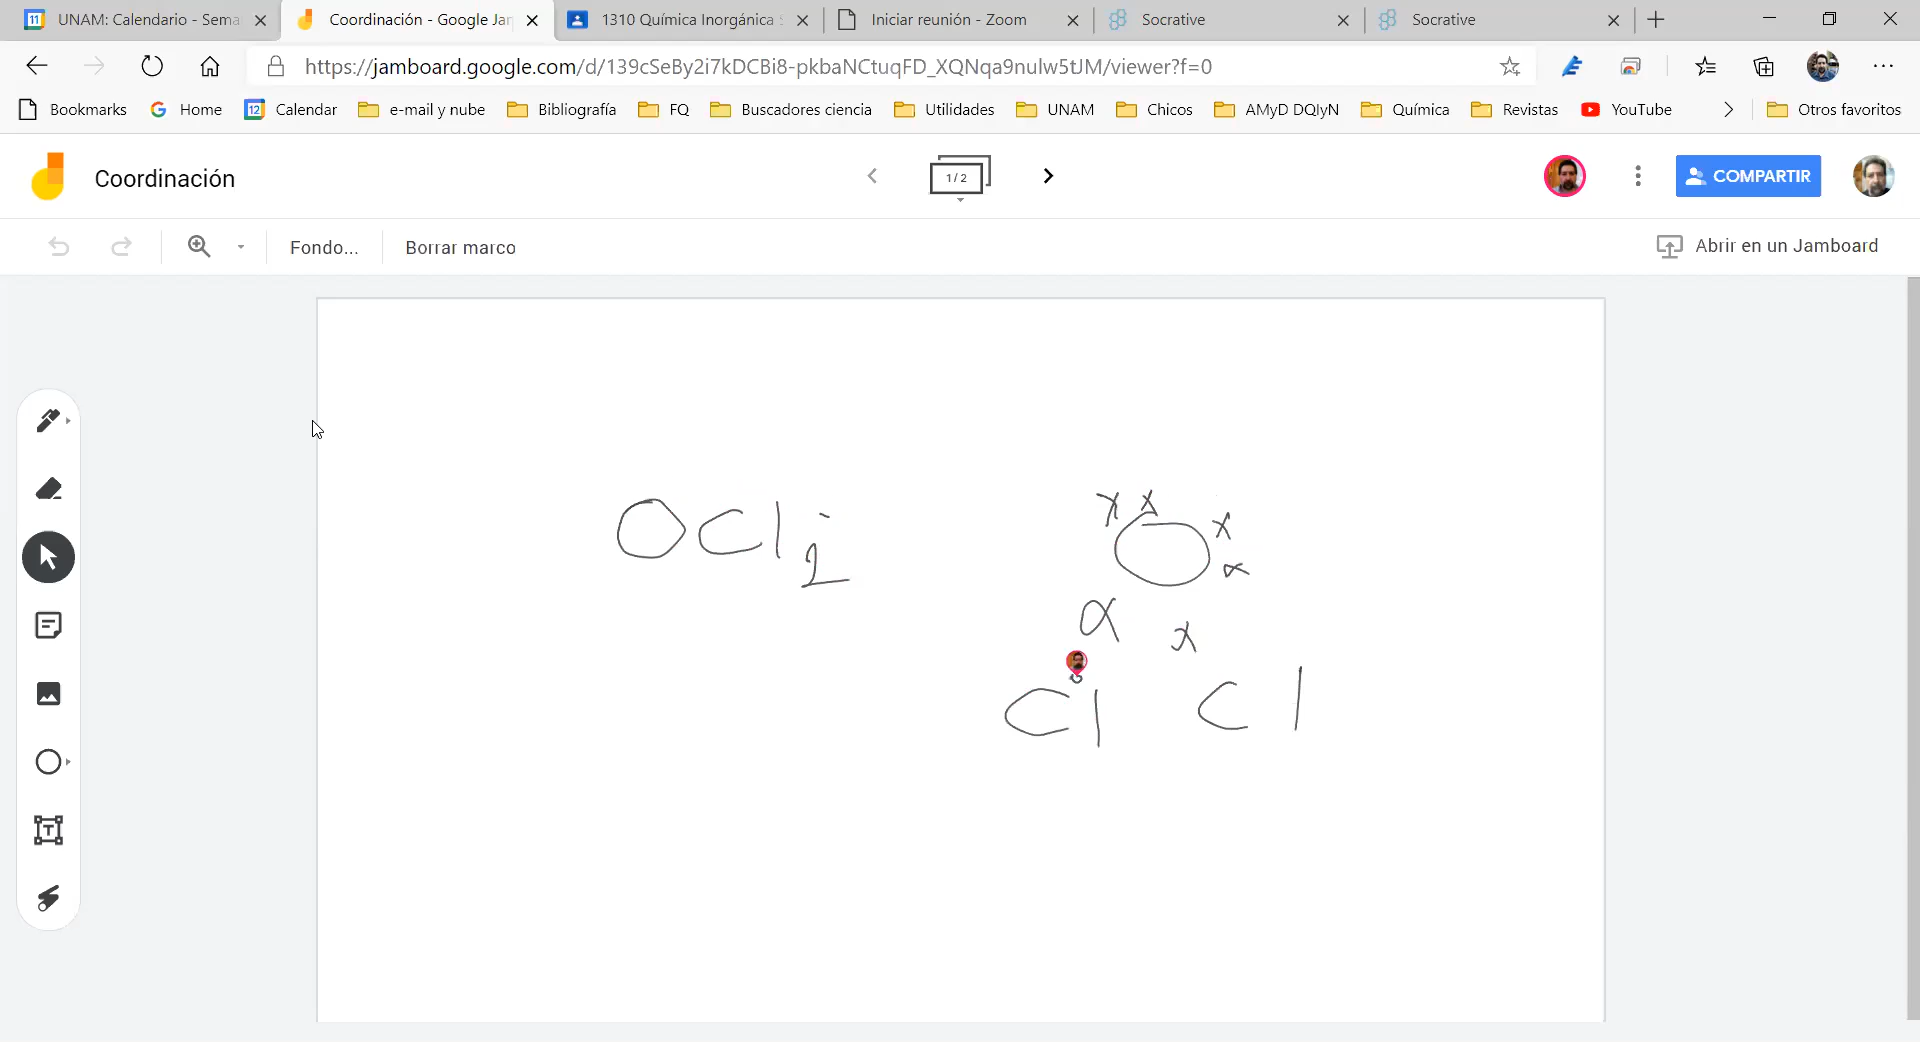 UNAM: Calendario - Sema
Coordinación - Google Jar
1310 Química Inorgánica
Iniciar reunión - Zoom
Socrative
Socrative
https://jamboard.google.com/d/139cSeBy2i7kDCBi8-pkbaNCtuqFD_XQNqa9nulw5tJM/viewer?f=0
Bookmarks Home Calendar e-mail y nube Bibliografía FQ Buscadores ciencia Utilidades UNAM Chicos AMyD DQIyN Química Revistas YouTube Otros favoritos
Coordinación
1 / 2
COMPARTIR
Fondo...
Borrar marco
Abrir en un Jamboard
OCl2
x x
O x
x
x x
Cl Cl